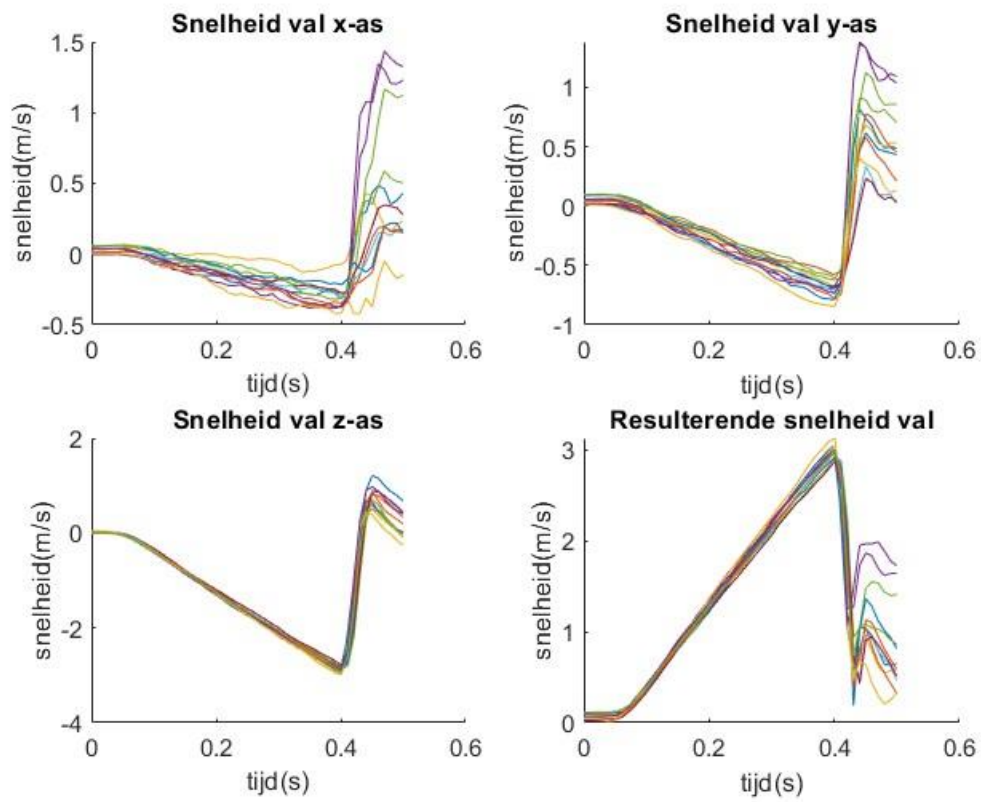 Snelheid val x-as
1.5
1
0.5
0
-0.5
snelheid(m/s)
0 0.2 0.4 0.6
tijd(s)
Snelheid val y-as
1
0.5
0
-0.5
-1
snelheid(m/s)
0 0.2 0.4 0.6
tijd(s)
Snelheid val z-as
2
0
-2
-4
snelheid(m/s)
0 0.2 0.4 0.6
tijd(s)
Resulterende snelheid val
3
2
1
0
snelheid(m/s)
0 0.2 0.4 0.6
tijd(s)